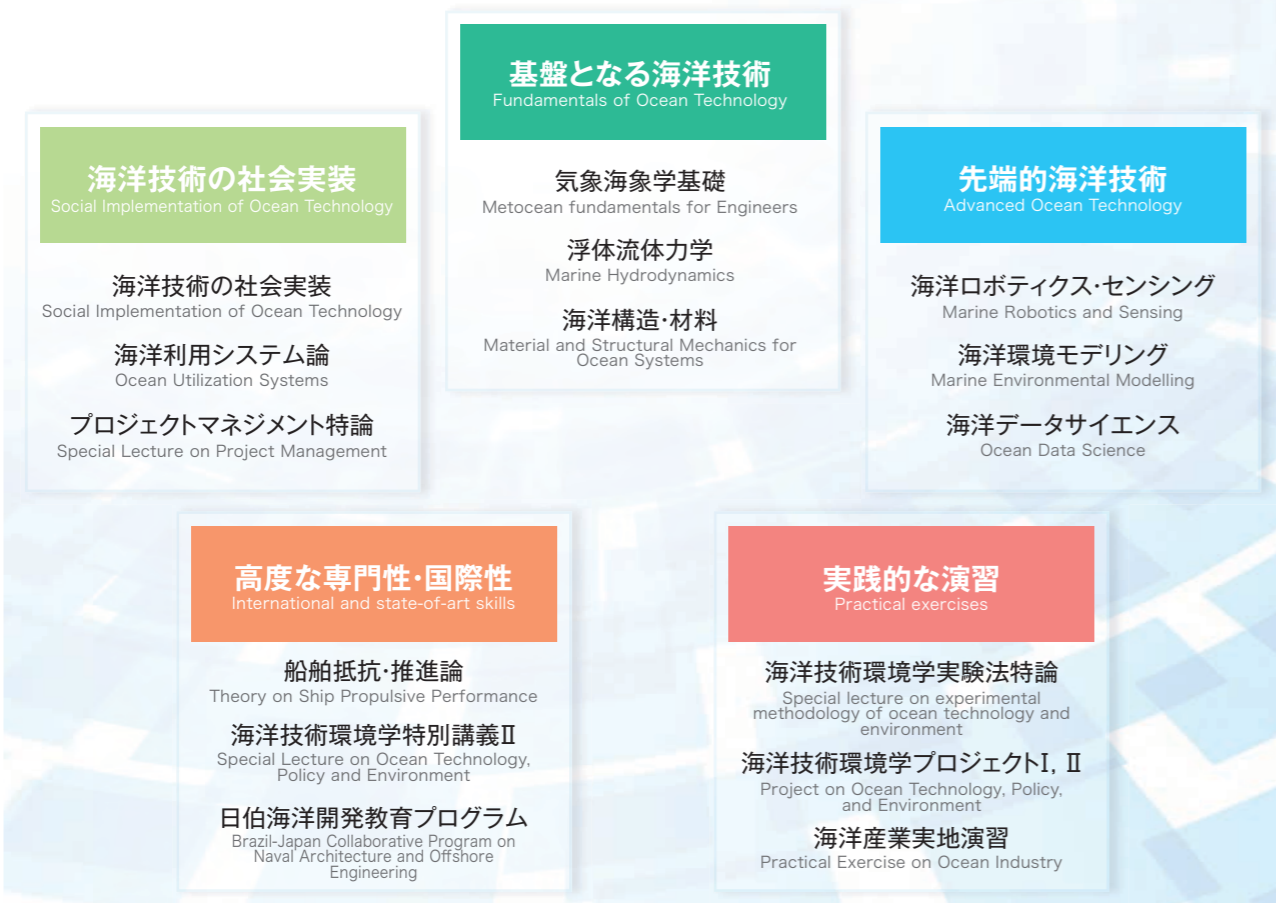 基盤となる海洋技術
Fundamentals of Ocean Technology
気象海象学基礎
Metocean fundamentals for Engineers
浮体流体力学
Marine Hydrodynamics
海洋構造・材料
Material and Structural Mechanics for
Ocean Systems
海洋技術の社会実装
Social Implementation of Ocean Technology
海洋技術の社会実装
Social Implementation of Ocean Technology
海洋利用システム論
Ocean Utilization Systems
プロジェクトマネジメント特論
Special Lecture on Project Management
先端的海洋技術
Advanced Ocean Technology
海洋ロボティクス・センシング
Marine Robotics and Sensing
海洋環境モデリング
Marine Environmental Modelling
海洋データサイエンス
Ocean Data Science
高度な専門性・国際性
International and state-of-art skills
船舶抵抗・推進論
Theory on Ship Propulsive Performance
海洋技術環境学特別講義Ⅱ
Special Lecture on Ocean Technology,
Policy and Environment
日伯海洋開発教育プログラム
Brazil-Japan Collaborative Program on
Naval Architecture and Offshore
Engineering
実践的な演習
Practical exercises
海洋技術環境学実験法特論
Special lecture on experimental
methodology of ocean technology and
environment
海洋技術環境学プロジェクトⅠ, Ⅱ
Project on Ocean Technology, Policy,
and Environment
海洋産業実地演習
Practical Exercise on Ocean Industry